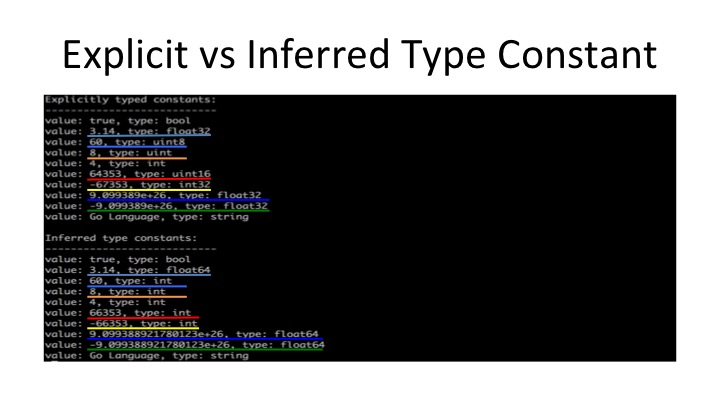 Explicit vs Inferred Type Constant
Explicitly typed constants:
---------------------------
value: true, type: bool
value: 3.14, type: float32
value: 60, type: uint8
value: 8, type: uint
value: 4, type: int
value: 64353, type: uint16
value: -67353, type: int32
value: 9.099389e+26, type: float32
value: -9.099389e+26, type: float32
value: Go Language, type: string
Inferred type constants:
---------------------------
value: true, type: bool
value: 3.14, type: float64
value: 60, type: int
value: 8, type: int
value: 4, type: int
value: 66353, type: int
value: -66353, type: int
value: 9.099388921780123e+26, type: float64
value: -9.099388921780123e+26, type: float64
value: Go Language, type: string